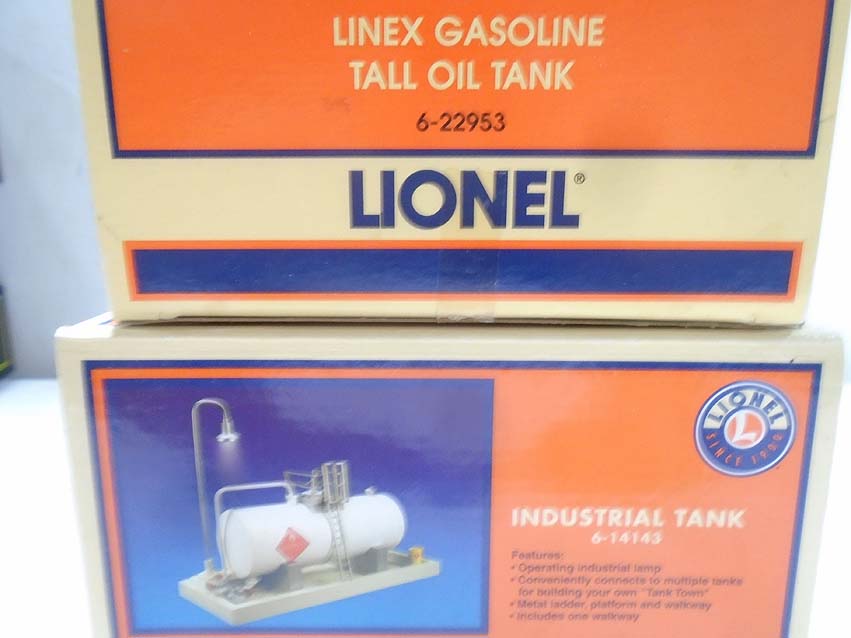 LINEX GASOLINE
TALL OIL TANK
6-22953
LIONEL®
LIONEL
L
SINCE 1900
INDUSTRIAL TANK
6-14143
Features:
• Operating industrial lamp
• Conveniently connects to multiple tanks
for building your own "Tank Town"
• Metal ladder, platform and walkway
• Includes one walkway